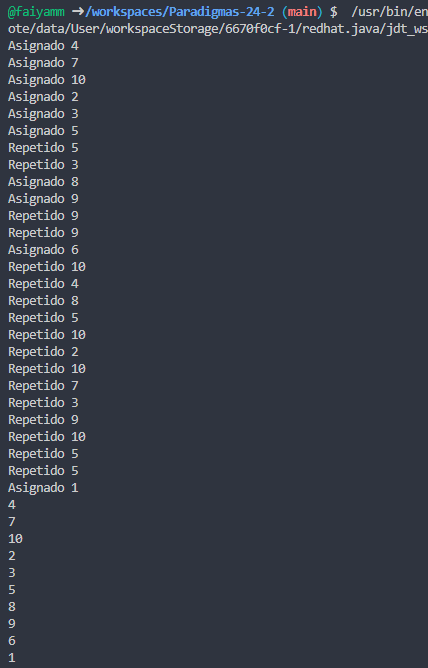 @faiyamm ➜/workspaces/Paradigmas-24-2 (main) $  /usr/bin/en
ote/data/User/workspaceStorage/6670f0cf-1/redhat.java/jdt_ws
Asignado 4
Asignado 7
Asignado 10
Asignado 2
Asignado 3
Asignado 5
Repetido 5
Repetido 3
Asignado 8
Asignado 9
Repetido 9
Repetido 9
Asignado 6
Repetido 10
Repetido 4
Repetido 8
Repetido 5
Repetido 10
Repetido 2
Repetido 10
Repetido 7
Repetido 3
Repetido 9
Repetido 10
Repetido 5
Repetido 5
Asignado 1
4
7
10
2
3
5
8
9
6
1